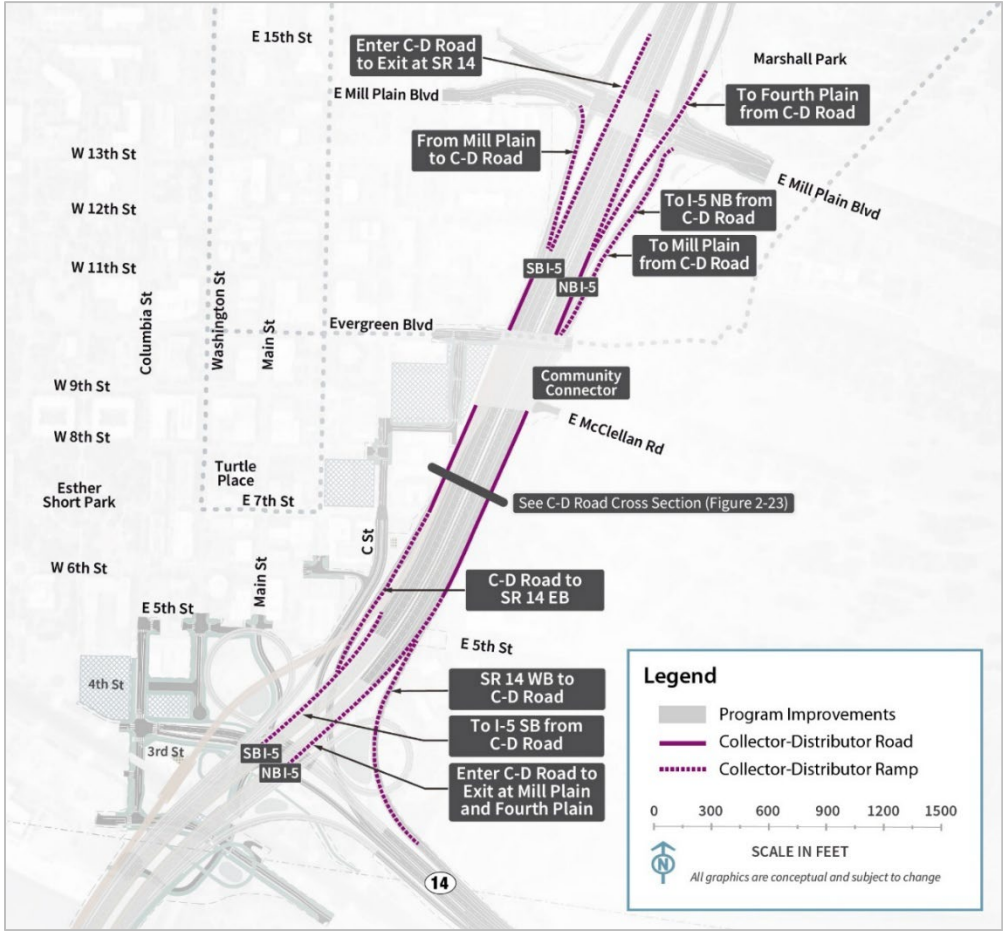 E 15th St
Enter C-D Road
to Exit at SR 14
Marshall Park
E Mill Plain Blvd
To Fourth Plain
from C-D Road
From Mill Plain
to C-D Road
W 13th St
E Mill Plain Blvd
W 12th St
To I-5 NB from
C-D Road
To Mill Plain
from C-D Road
W 11th St
SB I-5
NB I-5
Columbia St
Washington St
Main St
Evergreen Blvd
Community
Connector
W 9th St
E McClellan Rd
W 8th St
Turtle
Place
Esther
Short Park
E 7th St
See C-D Road Cross Section (Figure 2-23)
C St
W 6th St
Main St
C-D Road to
SR 14 EB
E 5th St
E 5th St
SR 14 WB to
C-D Road
4th St
To I-5 SB from
C-D Road
3rd St
SB I-5
NB I-5
Enter C-D Road to
Exit at Mill Plain
and Fourth Plain
14
Legend
Program Improvements
Collector-Distributor Road
Collector-Distributor Ramp
0 300 600 900 1200 1500
SCALE IN FEET
N
All graphics are conceptual and subject to change